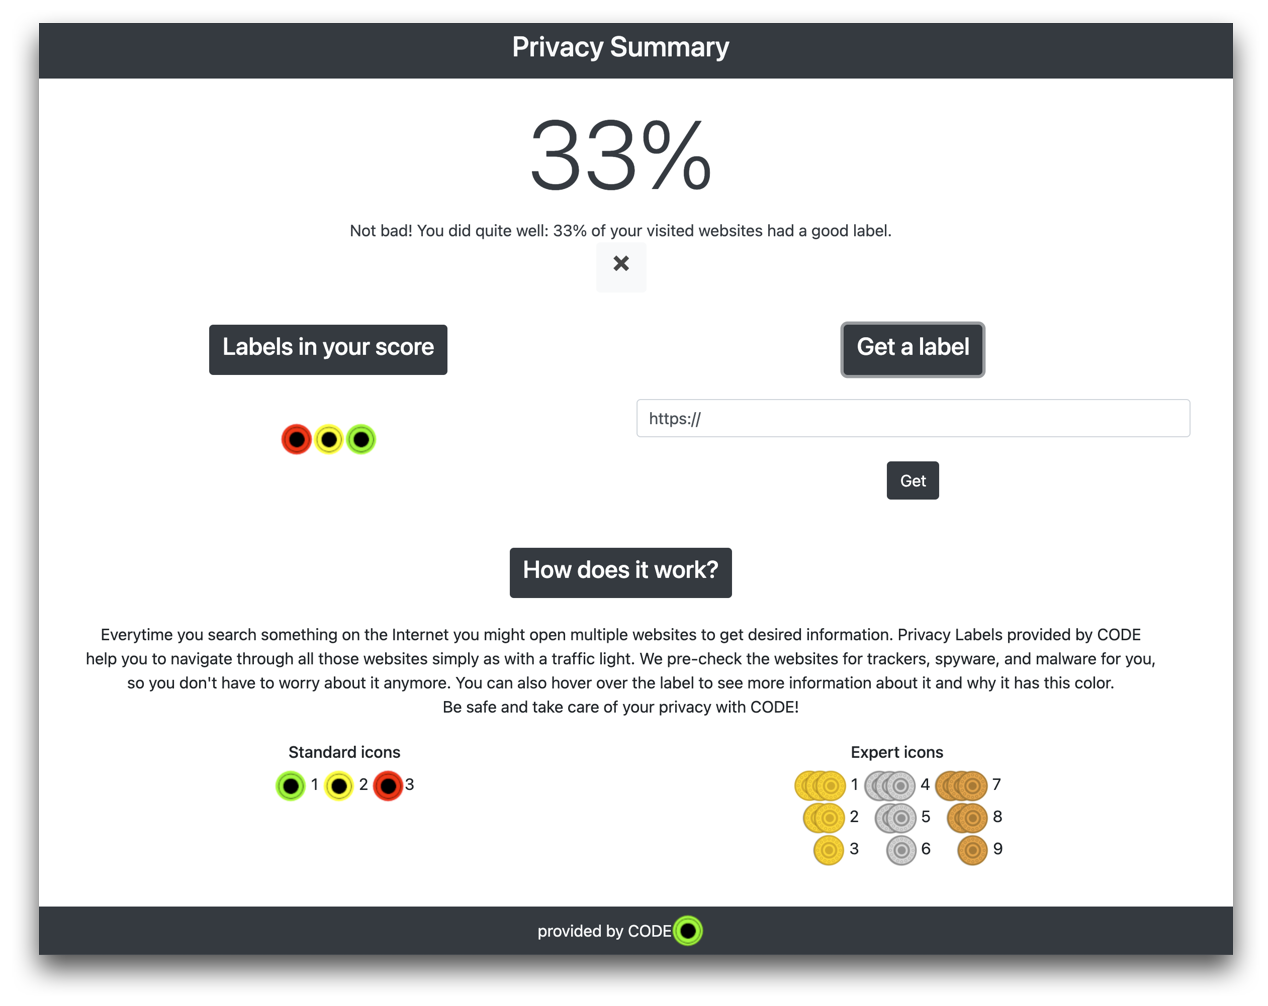 Privacy Summary
33%
Not bad! You did quite well: 33% of your visited websites had a good label.
Labels in your score
Get a label
https://
Get
How does it work?
Everytime you search something on the Internet you might open multiple websites to get desired information. Privacy Labels provided by CODE
help you to navigate through all those websites simply as with a traffic light. We pre-check the websites for trackers, spyware, and malware for you,
so you don't have to worry about it anymore. You can also hover over the label to see more information about it and why it has this color.
Be safe and take care of your privacy with CODE!
Standard icons
1 2 3
Expert icons
1 4 7
2 5 8
3 6 9
provided by CODE